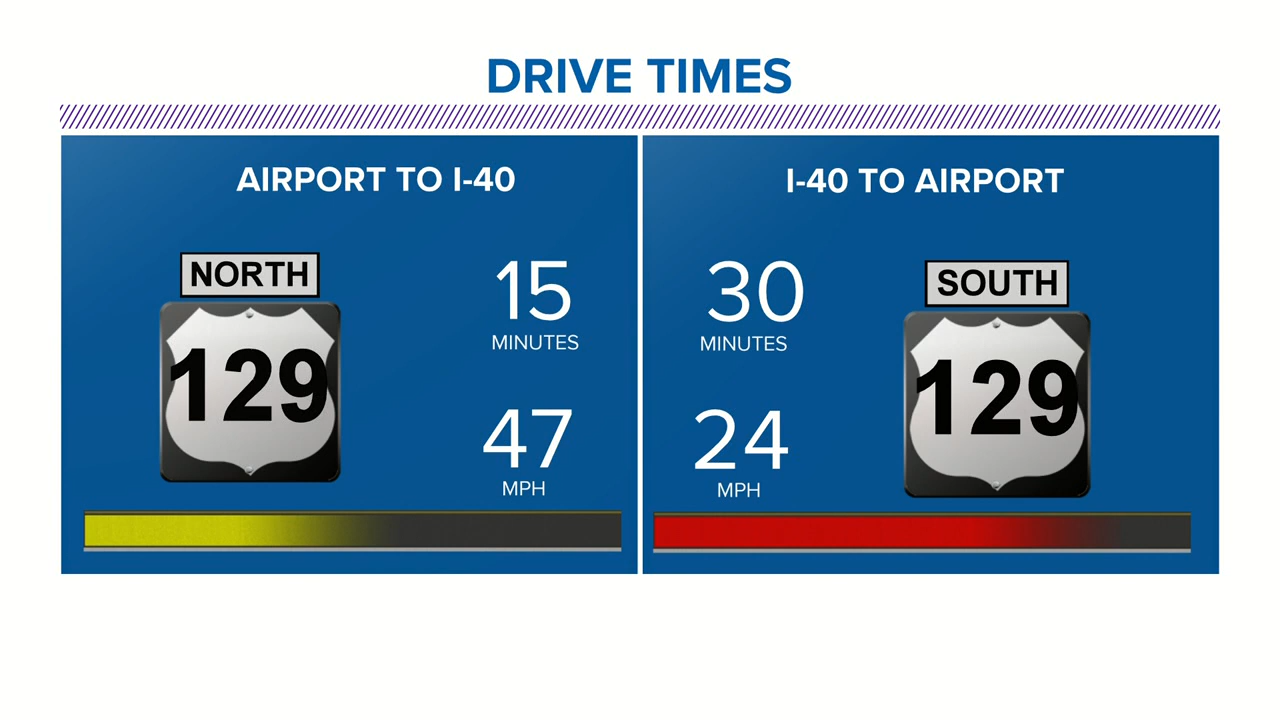 DRIVE TIMES
AIRPORT TO I-40
NORTH
129
15
MINUTES
47
MPH
I-40 TO AIRPORT
30
MINUTES
24
MPH
SOUTH
129